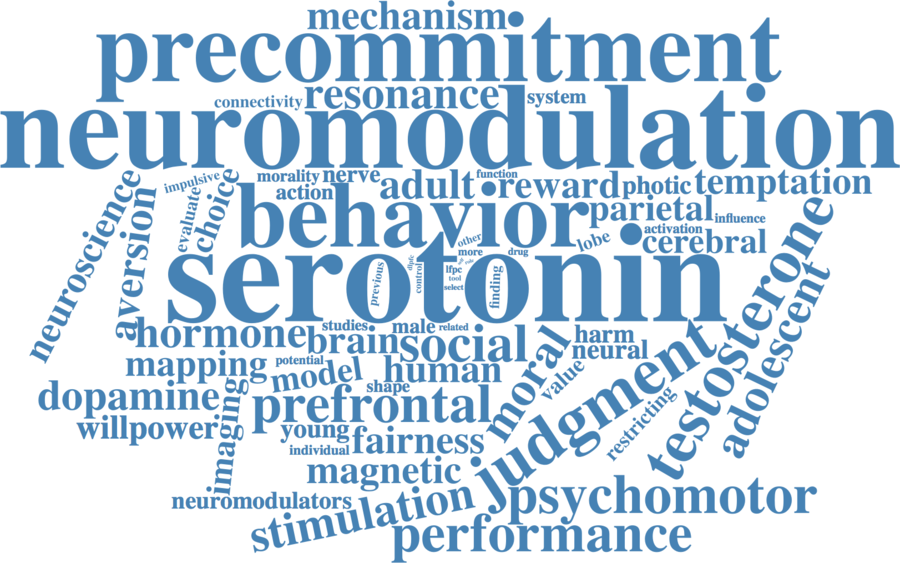 mechanism
precommitment
connectivity resonance system
neuromodulation
impulsive morality nerve function
action adult reward photic temptation
neuroscience aversion evaluate choice
behavior parietal influence
activation
other lobe cerebral
more drug
serotonin
previous control lfpc
tool
select finding
testosterone adolescent
hormone studies male related
brain social harm
neural
mapping potential model human moral value
dopamine shape
imaging prefrontal judgment restricting
willpower young fairness
individual
magnetic
neuromodulators psychomotor
stimulation performance